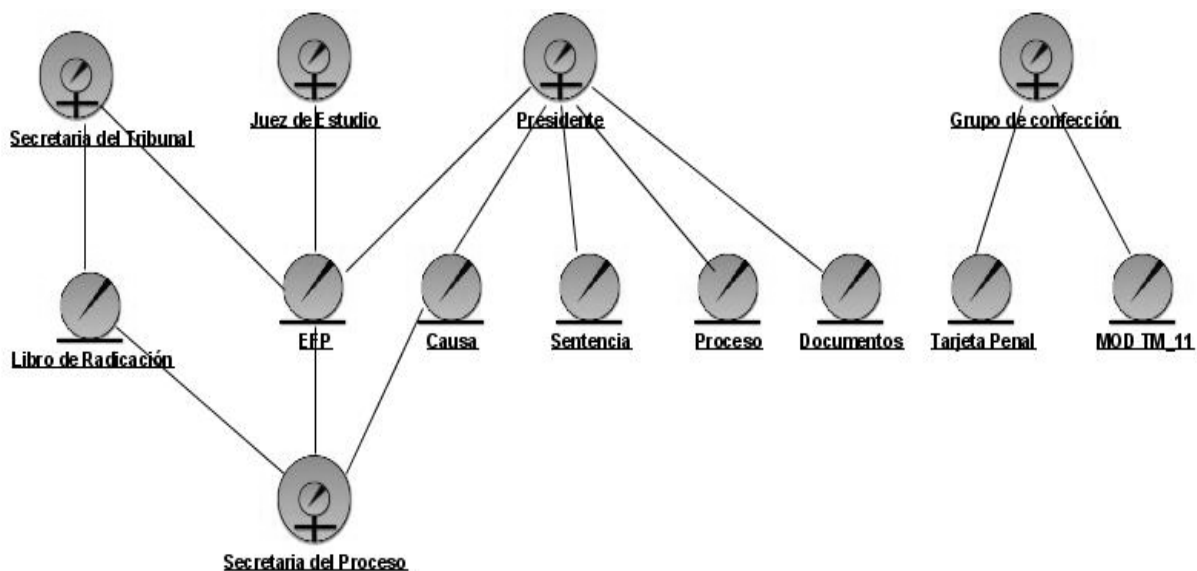 Secretaria del Tribunal
Juez de Estudio
Presidente
Grupo de confección
Libro de Radicación
EFP
Causa
Sentencia
Proceso
Documentos
Tarjeta Penal
MOD TM_11
Secretaria del Proceso